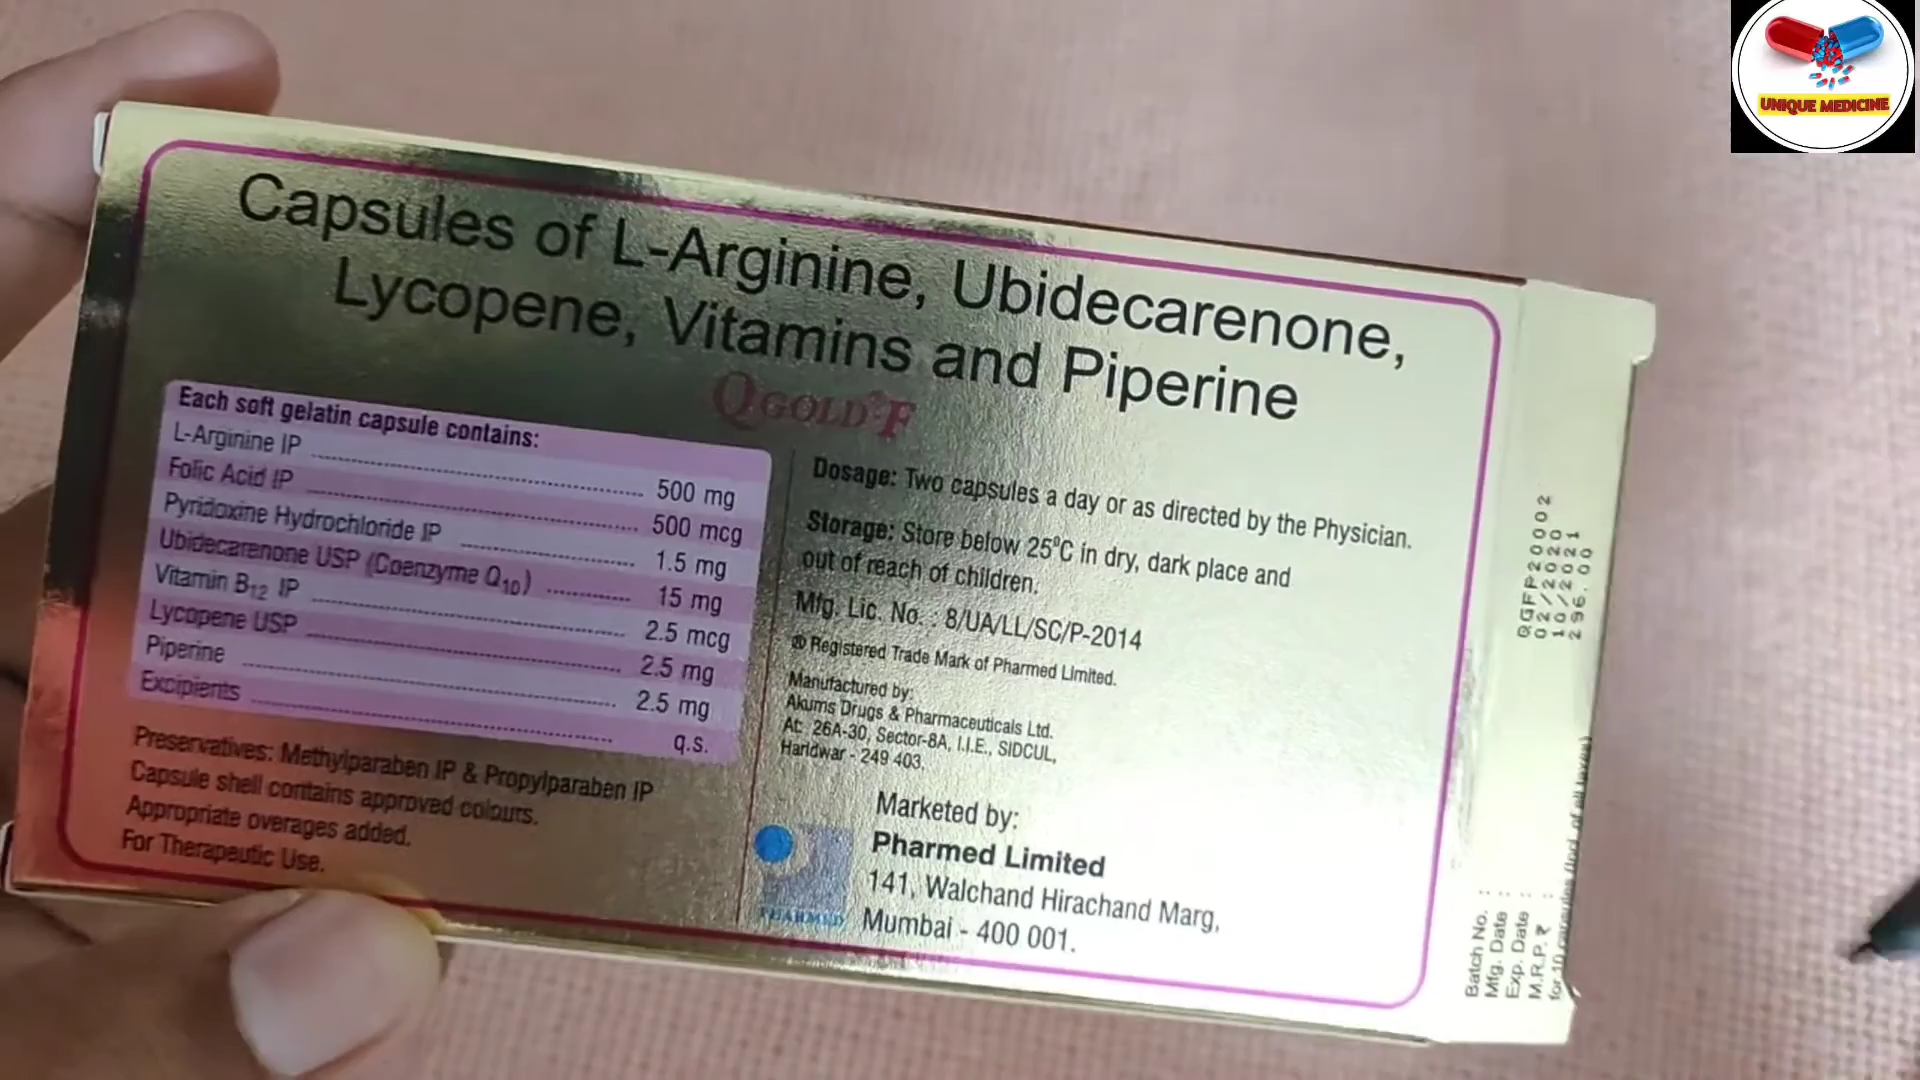 UNIQUE MEDICINE
Capsules of L-Arginine, Ubidecarenone,
Lycopene, Vitamins and Piperine
QGOLD®F
Each soft gelatin capsule contains:
L-Arginine IP ........ 500 mg
Folic Acid IP ........ 500 mcg
Pyridoxine Hydrochloride IP ........ 1.5 mg
Ubidecarenone USP (Coenzyme Q10) ........ 15 mg
Vitamin B12 IP ........ 2.5 mcg
Lycopene USP ........ 2.5 mg
Piperine ........ 2.5 mg
Excipients ........ q.s.
Preservatives: Methylparaben IP & Propylparaben IP
Capsule shell contains approved colours.
Appropriate overages added.
For Therapeutic Use.
Dosage: Two capsules a day or as directed by the Physician.
Storage: Store below 25°C in dry, dark place and
out of reach of children.
Mfg. Lic. No. : 8/UA/LL/SC/P-2014
® Registered Trade Mark of Pharmed Limited.
Manufactured by:
Akums Drugs & Pharmaceuticals Ltd.
At: 26A-30, Sector-8A, I.I.E., SIDCUL,
Haridwar - 249 403.
Marketed by:
PHARMED
Pharmed Limited
141, Walchand Hirachand Marg,
Mumbai - 400 001.
Batch No. : QGFP20002
Mfg. Date : 02/2020
Exp. Date : 10/2021
M.R.P. ₹ : 296.00
for 10 capsules (Incl. of all taxes)